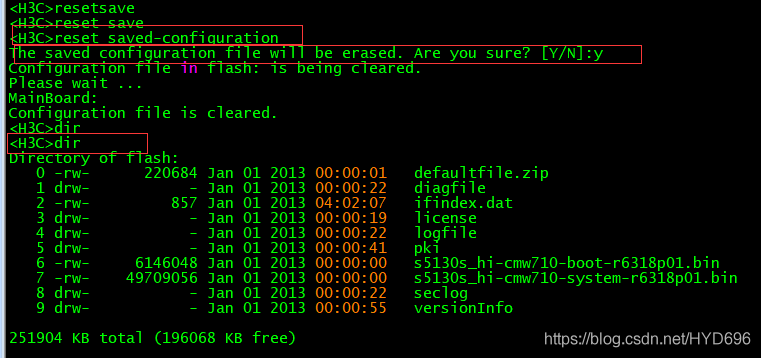 <H3C>resetsave
<H3C>reset save
<H3C>reset saved-configuration
The saved configuration file will be erased. Are you sure? [Y/N]:y
Configuration file in flash: is being cleared.
Please wait ...
MainBoard:
Configuration file is cleared.
<H3C>dir
<H3C>dir
Directory of flash:
0 -rw- 220684 Jan 01 2013 00:00:01 defaultfile.zip
1 drw- - Jan 01 2013 00:00:22 diagfile
2 -rw- 857 Jan 01 2013 04:02:07 ifindex.dat
3 drw- - Jan 01 2013 00:00:19 license
4 drw- - Jan 01 2013 00:00:22 logfile
5 drw- - Jan 01 2013 00:00:41 pki
6 -rw- 6146048 Jan 01 2013 00:00:00 s5130s_hi-cmw710-boot-r6318p01.bin
7 -rw- 49709056 Jan 01 2013 00:00:00 s5130s_hi-cmw710-system-r6318p01.bin
8 drw- - Jan 01 2013 00:00:22 seclog
9 drw- - Jan 01 2013 00:00:55 versionInfo
251904 KB total (196068 KB free)
https://blog.csdn.net/HYD696